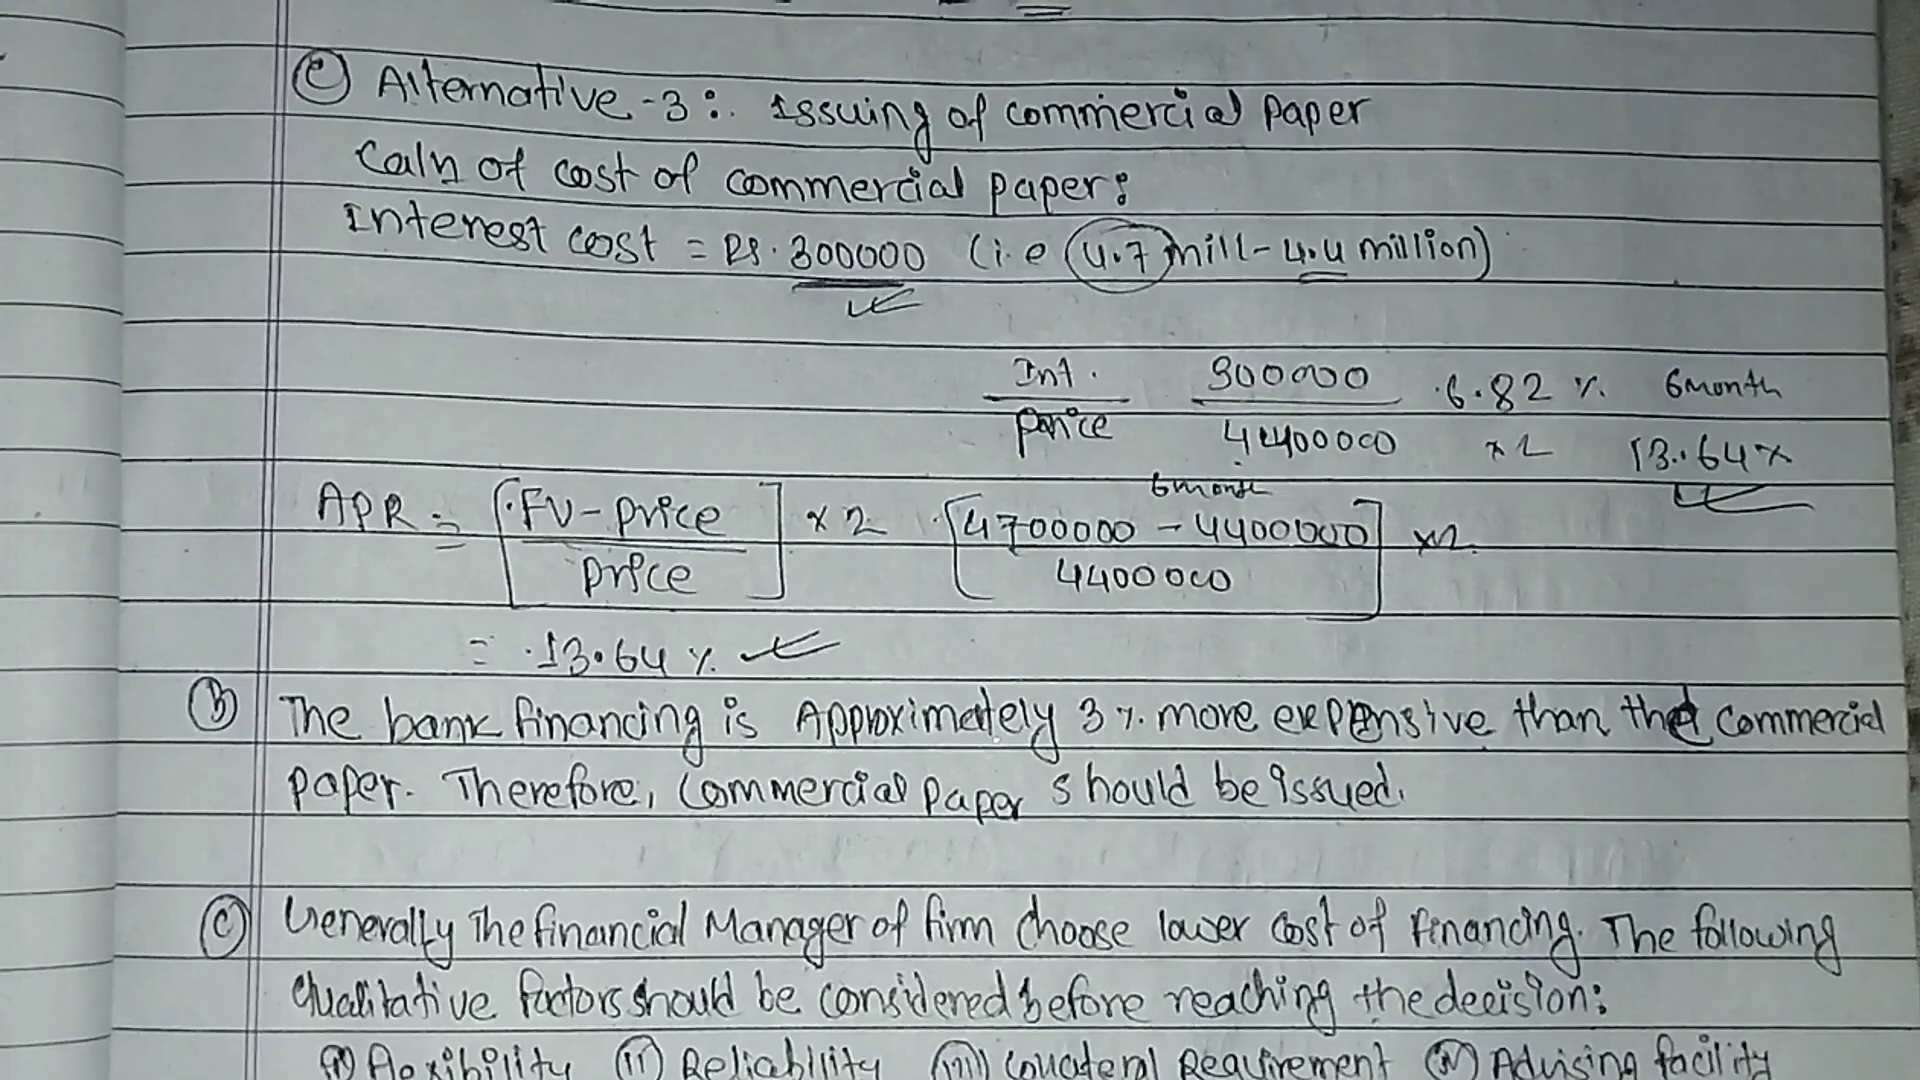 (C) Alternative-3: Issuing of commercial paper
Caln of cost of commercial paper:
Interest cost = Rs. 300000 (i.e 4.7 mill - 4.4 million)
Int. 300000 6.82 % 6month
price 4400000 x2 13.64%
6month
APR = [FV - price / price] x 2 [4700000 - 4400000 / 4400000] x2
= 13.64 %
(b) The bank financing is Approximately 3% more expensive than the commercial
paper. Therefore, Commercial paper should be issued.
(C) Generally The financial Manager of firm choose lower cost of financing. The following
qualitative factors should be considered before reaching the decision:
(i) Flexibility (ii) Reliability (iii) Collateral Requirement (iv) Advising facility